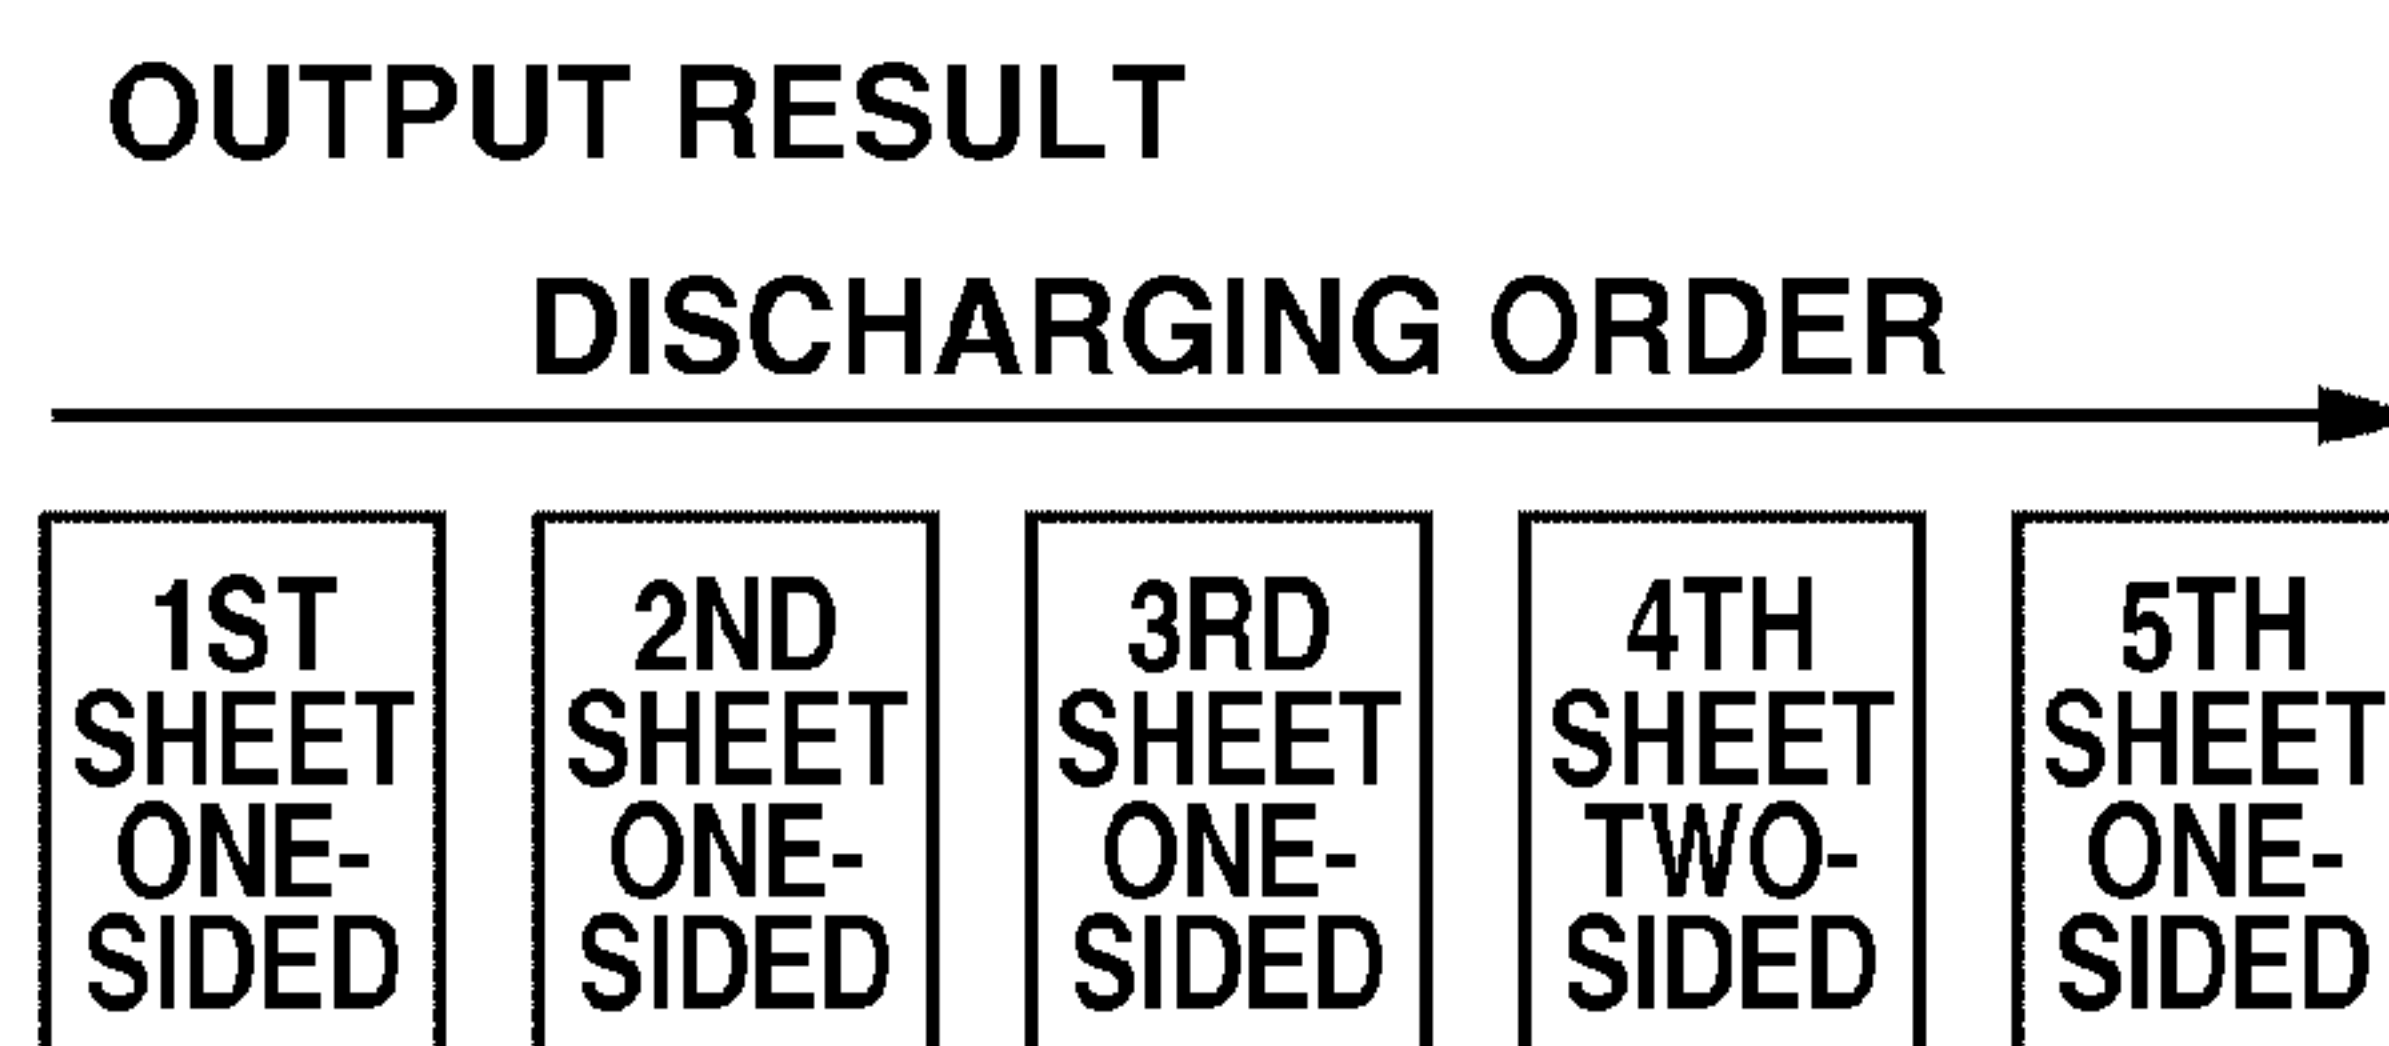 OUTPUT RESULT
DISCHARGING ORDER
1ST
SHEET
ONE-
SIDED
2ND
SHEET
ONE-
SIDED
3RD
SHEET
ONE-
SIDED
4TH
SHEET
TWO-
SIDED
5TH
SHEET
ONE-
SIDED